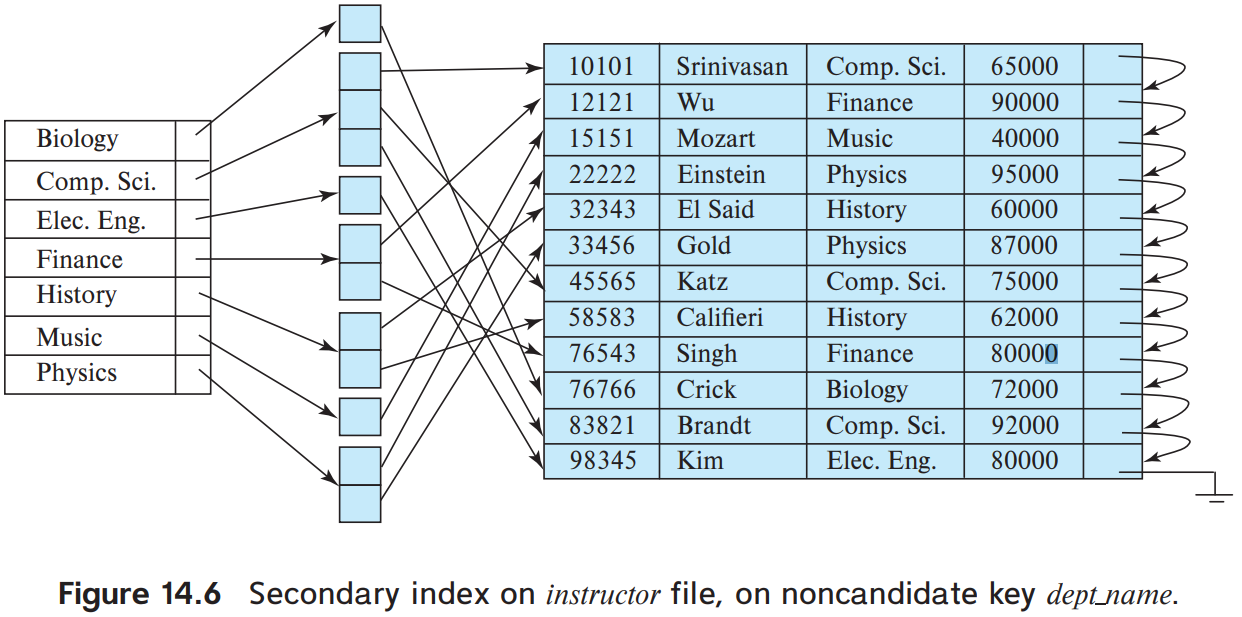 Biology
Comp. Sci.
Elec. Eng.
Finance
History
Music
Physics
10101 Srinivasan Comp. Sci. 65000
12121 Wu Finance 90000
15151 Mozart Music 40000
22222 Einstein Physics 95000
32343 El Said History 60000
33456 Gold Physics 87000
45565 Katz Comp. Sci. 75000
58583 Califieri History 62000
76543 Singh Finance 80000
76766 Crick Biology 72000
83821 Brandt Comp. Sci. 92000
98345 Kim Elec. Eng. 80000
Figure 14.6 Secondary index on instructor file, on noncandidate key dept_name.